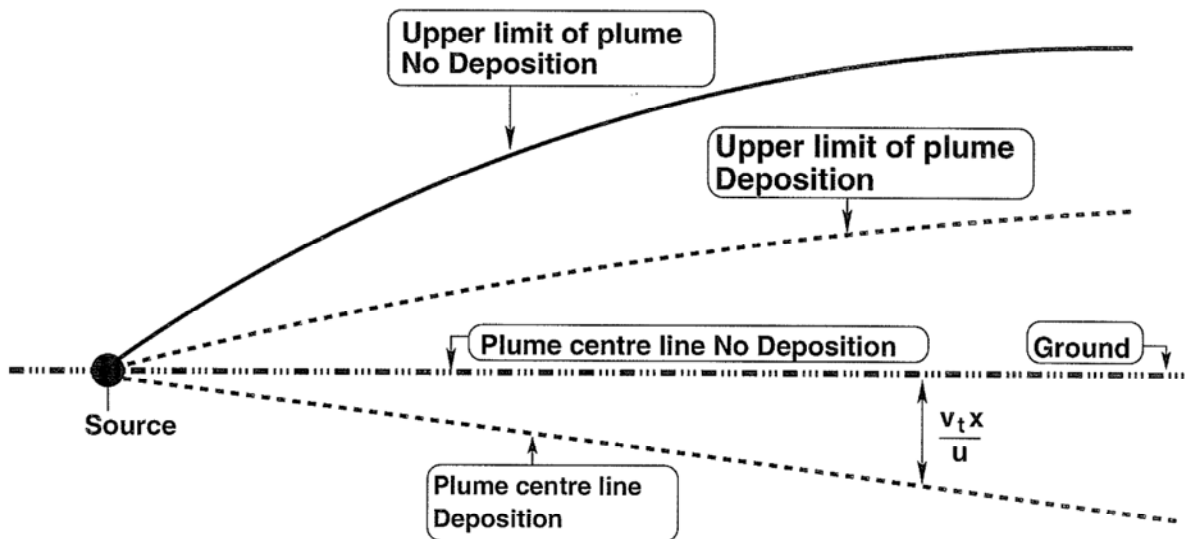 Upper limit of plume
No Deposition
Upper limit of plume
Deposition
Plume centre line No Deposition
Ground
Source
v_t x
u
Plume centre line
Deposition